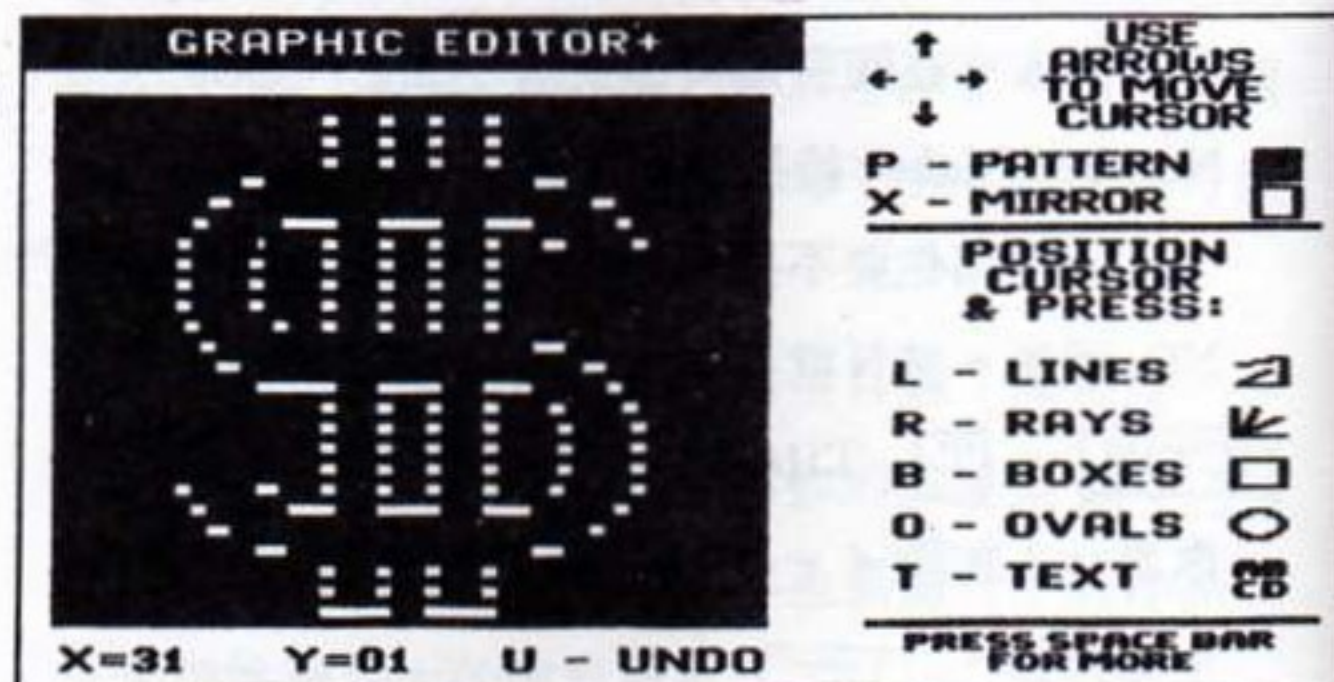 GRAPHIC EDITOR+
USE
ARROWS
TO MOVE
CURSOR
P - PATTERN
X - MIRROR
POSITION
CURSOR
& PRESS:
L - LINES
R - RAYS
B - BOXES
O - OVALS
T - TEXT
AB
CD
PRESS SPACE BAR
FOR MORE
X=31 Y=01 U - UNDO